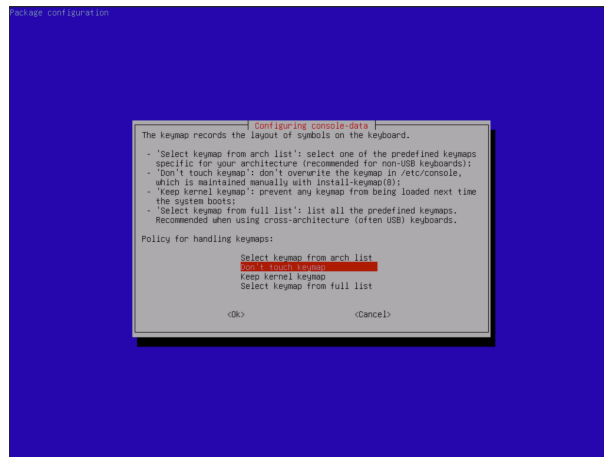 Package configuration
Configuring console-data
The keymap records the layout of symbols on the keyboard.
- 'Select keymap from arch list': select one of the predefined keymaps
specific for your architecture (recommended for non-USB keyboards);
- 'Don't touch keymap': don't overwrite the keymap in /etc/console,
which is maintained manually with install-keymap(8);
- 'Keep kernel keymap': prevent any keymap from being loaded next time
the system boots;
- 'Select keymap from full list': list all the predefined keymaps.
Recommended when using cross-architecture (often USB) keyboards.
Policy for handling keymaps:
Select keymap from arch list
Don't touch keymap
Keep kernel keymap
Select keymap from full list
<Ok> <Cancel>